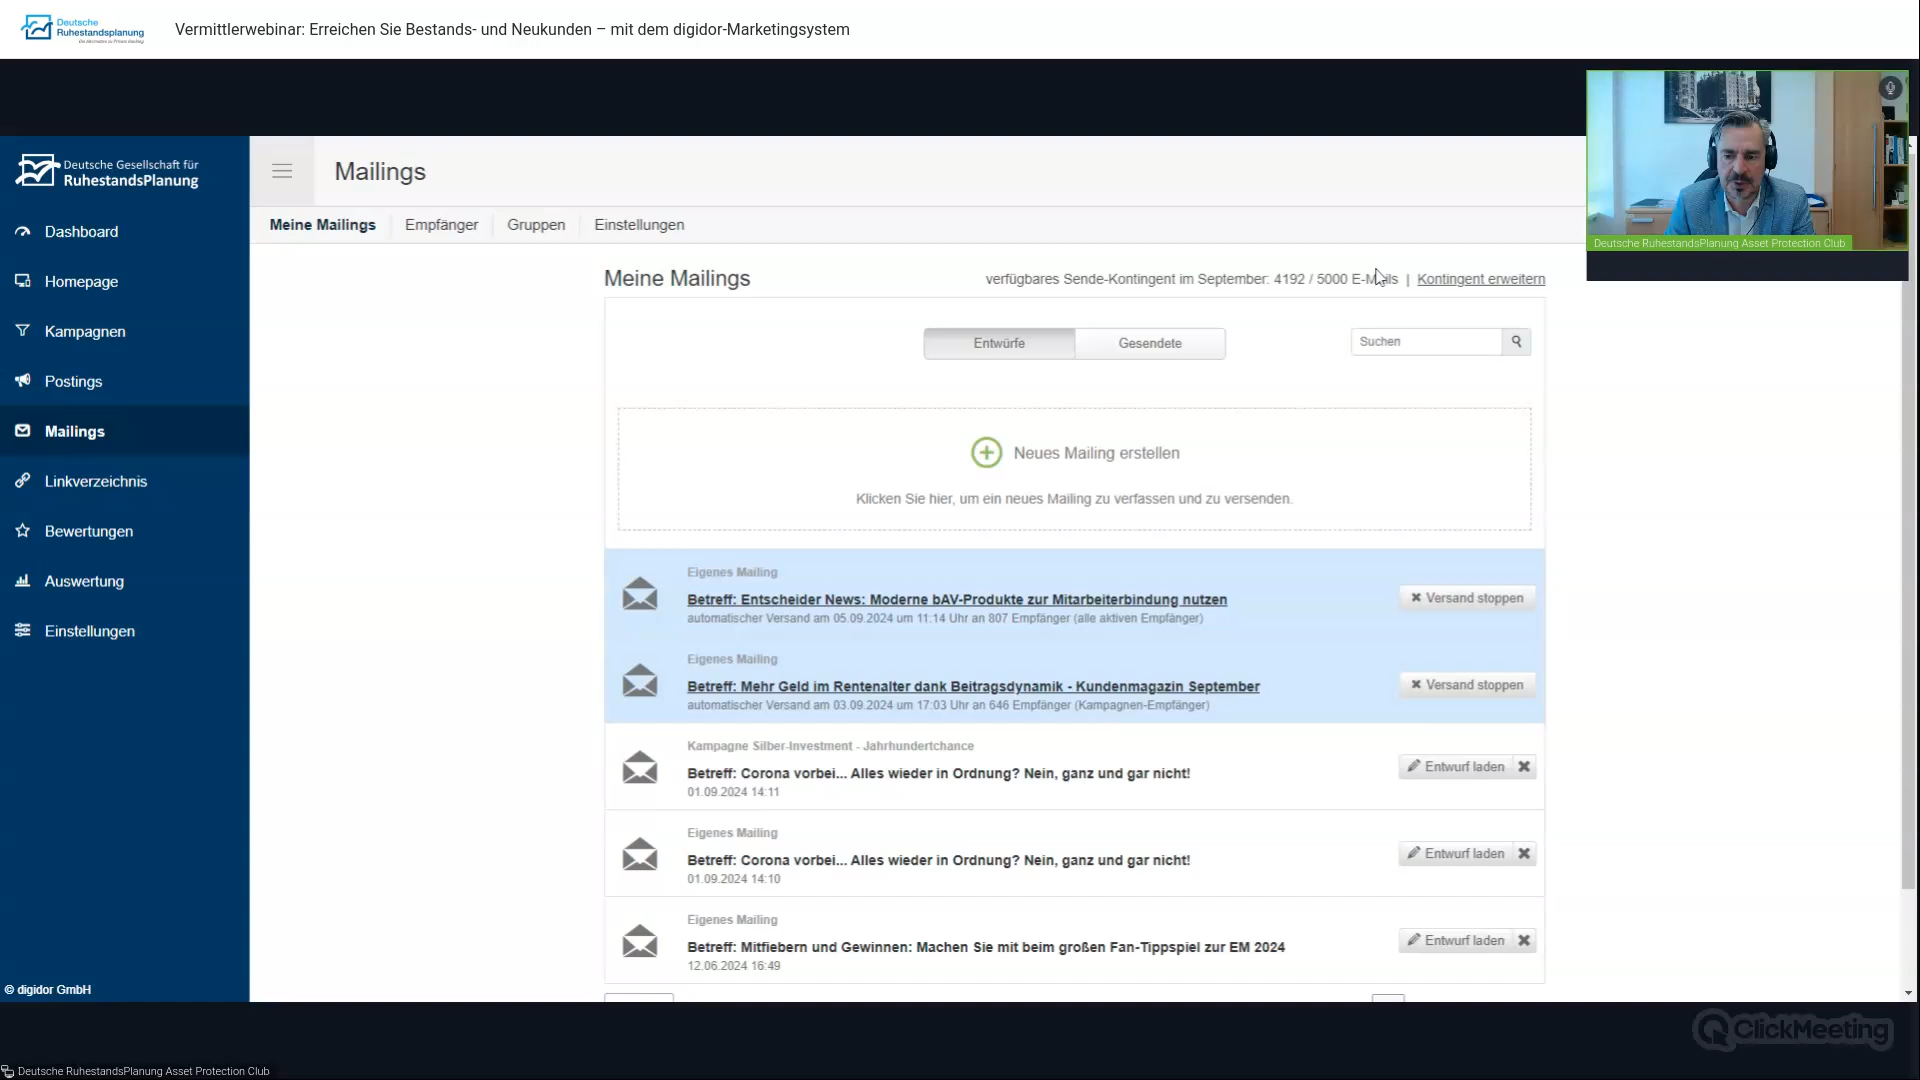 Deutsche
Ruhestandsplanung
Vermittlerwebinar: Erreichen Sie Bestands- und Neukunden – mit dem digidor-Marketingsystem
Deutsche RuhestandsPlanung Asset Protection Club
Deutsche Gesellschaft für
RuhestandsPlanung
Dashboard
Homepage
Kampagnen
Postings
Mailings
Linkverzeichnis
Bewertungen
Auswertung
Einstellungen
© digidor GmbH
Mailings
Meine Mailings
Empfänger
Gruppen
Einstellungen
Meine Mailings
verfügbares Sende-Kontingent im September: 4192 / 5000 E-Mails | Kontingent erweitern
Entwürfe
Gesendete
Suchen
Neues Mailing erstellen
Klicken Sie hier, um ein neues Mailing zu verfassen und zu versenden.
Eigenes Mailing
Betreff: Entscheider News: Moderne bAV-Produkte zur Mitarbeiterbindung nutzen
automatischer Versand am 05.09.2024 um 11:14 Uhr an 807 Empfänger (alle aktiven Empfänger)
Versand stoppen
Eigenes Mailing
Betreff: Mehr Geld im Rentenalter dank Beitragsdynamik - Kundenmagazin September
automatischer Versand am 03.09.2024 um 17:03 Uhr an 646 Empfänger (Kampagnen-Empfänger)
Versand stoppen
Kampagne Silber-Investment - Jahrhundertchance
Betreff: Corona vorbei... Alles wieder in Ordnung? Nein, ganz und gar nicht!
01.09.2024 14:11
Entwurf laden
Eigenes Mailing
Betreff: Corona vorbei... Alles wieder in Ordnung? Nein, ganz und gar nicht!
01.09.2024 14:10
Entwurf laden
Eigenes Mailing
Betreff: Mitfiebern und Gewinnen: Machen Sie mit beim großen Fan-Tippspiel zur EM 2024
12.06.2024 16:49
Entwurf laden
ClickMeeting
Deutsche RuhestandsPlanung Asset Protection Club